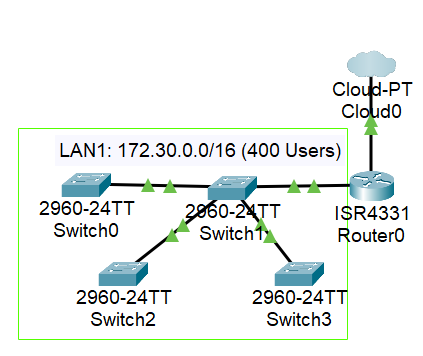 Cloud-PT
Cloud0
LAN1: 172.30.0.0/16 (400 Users)
2960-24TT
Switch0
2960-24TT
Switch1
ISR4331
Router0
2960-24TT
Switch2
2960-24TT
Switch3